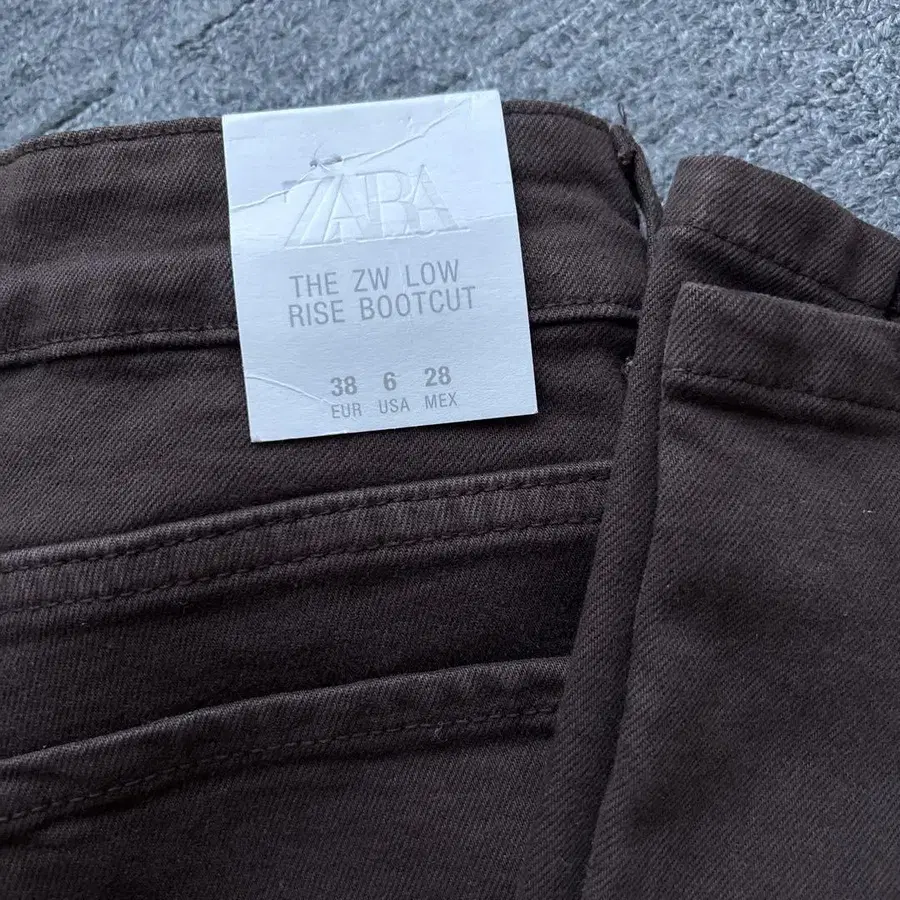 ZARA
THE ZW LOW
RISE BOOTCUT
38 6 28
EUR USA MEX